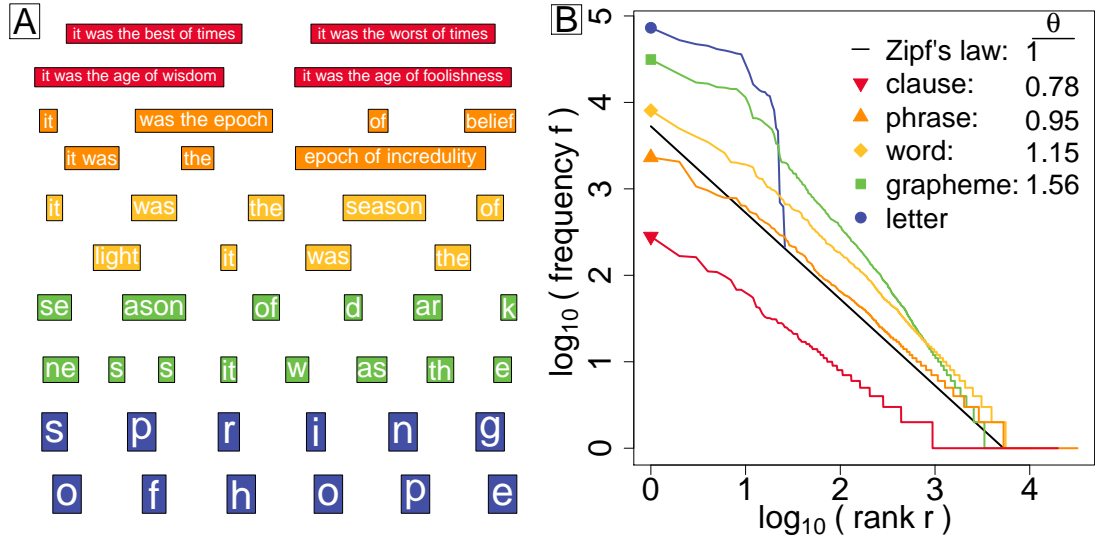 A
it was the best of times it was the worst of times
it was the age of wisdom it was the age of foolishness
it was the epoch of belief
it was the epoch of incredulity
it was the season of
light it was the
se ason of d ar k
ne s s it w as th e
s p r i n g
o f h o p e
B
θ
Zipf's law: 1
clause: 0.78
phrase: 0.95
word: 1.15
grapheme: 1.56
letter
log₁₀ ( frequency f )
5
4
3
2
1
0
0 1 2 3 4
log₁₀ ( rank r )